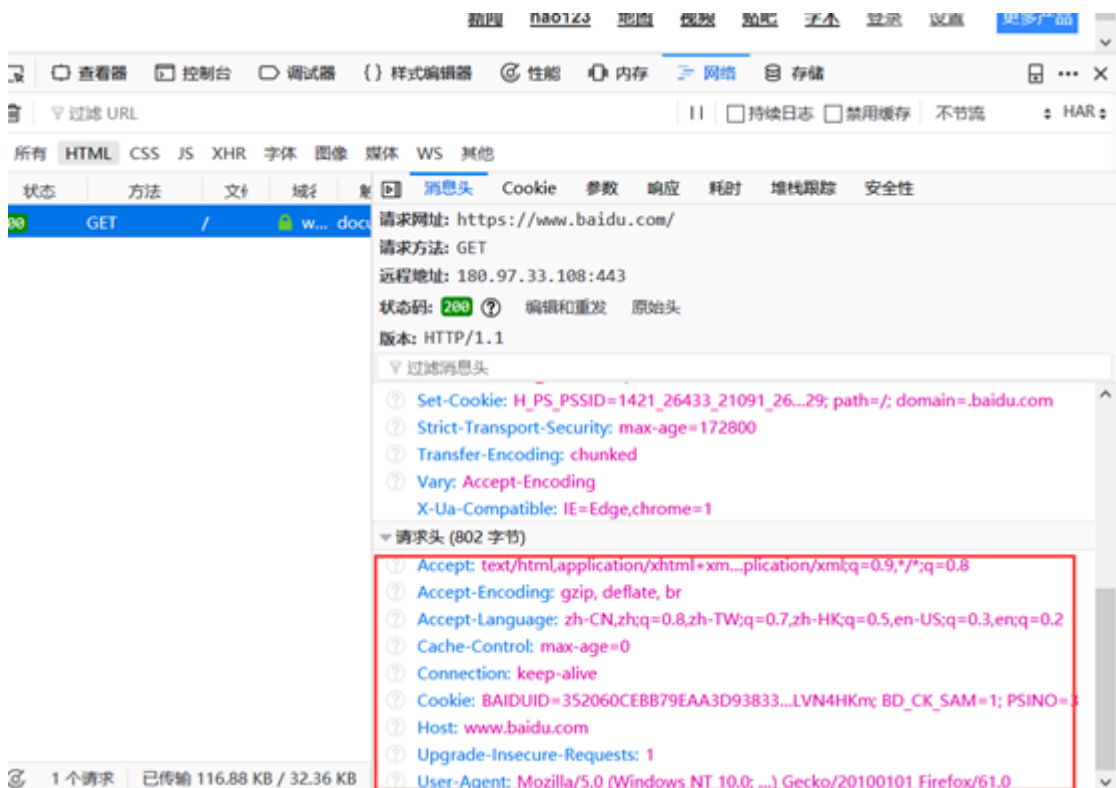 新闻 hao123 地图 视频 贴吧 学术 登录 设置 更多产品
查看器 控制台 调试器 {} 样式编辑器 性能 内存 网络 存储
过滤 URL 持续日志 禁用缓存 不节流 HAR
所有 HTML CSS JS XHR 字体 图像 媒体 WS 其他
状态 方法 消息头 Cookie 参数 响应 耗时 堆栈跟踪 安全性
GET / w... docu
请求网址: https://www.baidu.com/
请求方法: GET
远程地址: 180.97.33.108:443
状态码: 200 编辑和重发 原始头
版本: HTTP/1.1
过滤消息头
Set-Cookie: H_PS_PSSID=1421_26433_21091_26...29; path=/; domain=.baidu.com
Strict-Transport-Security: max-age=172800
Transfer-Encoding: chunked
Vary: Accept-Encoding
X-Ua-Compatible: IE=Edge,chrome=1
请求头 (802 字节)
Accept: text/html,application/xhtml+xm...plication/xml;q=0.9,*/*;q=0.8
Accept-Encoding: gzip, deflate, br
Accept-Language: zh-CN,zh;q=0.8,zh-TW;q=0.7,zh-HK;q=0.5,en-US;q=0.3,en;q=0.2
Cache-Control: max-age=0
Connection: keep-alive
Cookie: BAIDUID=352060CEBB79EAA3D93833...LVN4HKm; BD_CK_SAM=1; PSINO=3
Host: www.baidu.com
Upgrade-Insecure-Requests: 1
User-Agent: Mozilla/5.0 (Windows NT 10.0; ...) Gecko/20100101 Firefox/61.0
1 个请求 已传输 116.88 KB / 32.36 KB